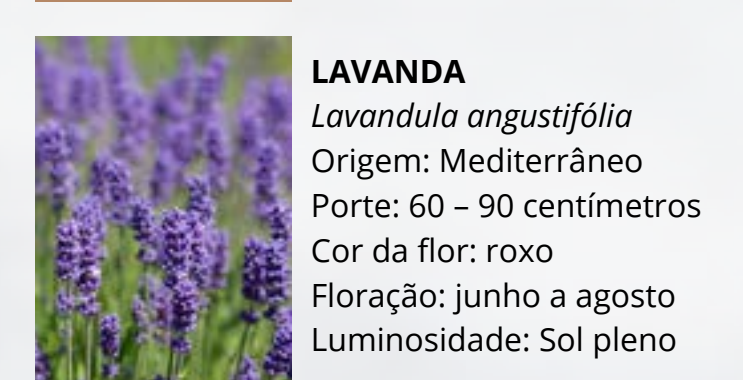 LAVANDA
Lavandula angustifólia
Origem: Mediterrâneo
Porte: 60 – 90 centímetros
Cor da flor: roxo
Floração: junho a agosto
Luminosidade: Sol pleno